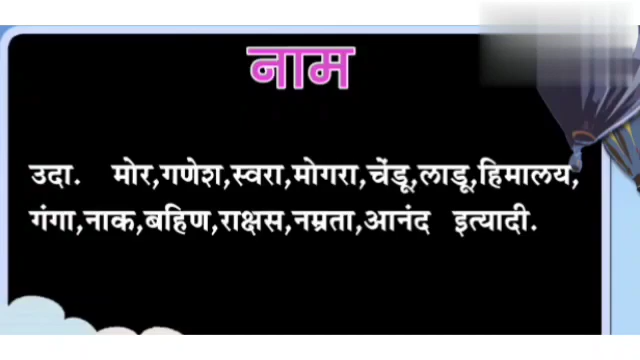 नाम
उदा. मोर,गणेश,स्वरा,मोगरा,चेंडू,लाडू,हिमालय,
गंगा,नाक,बहिण,राक्षस,नम्रता,आनंद इत्यादी.